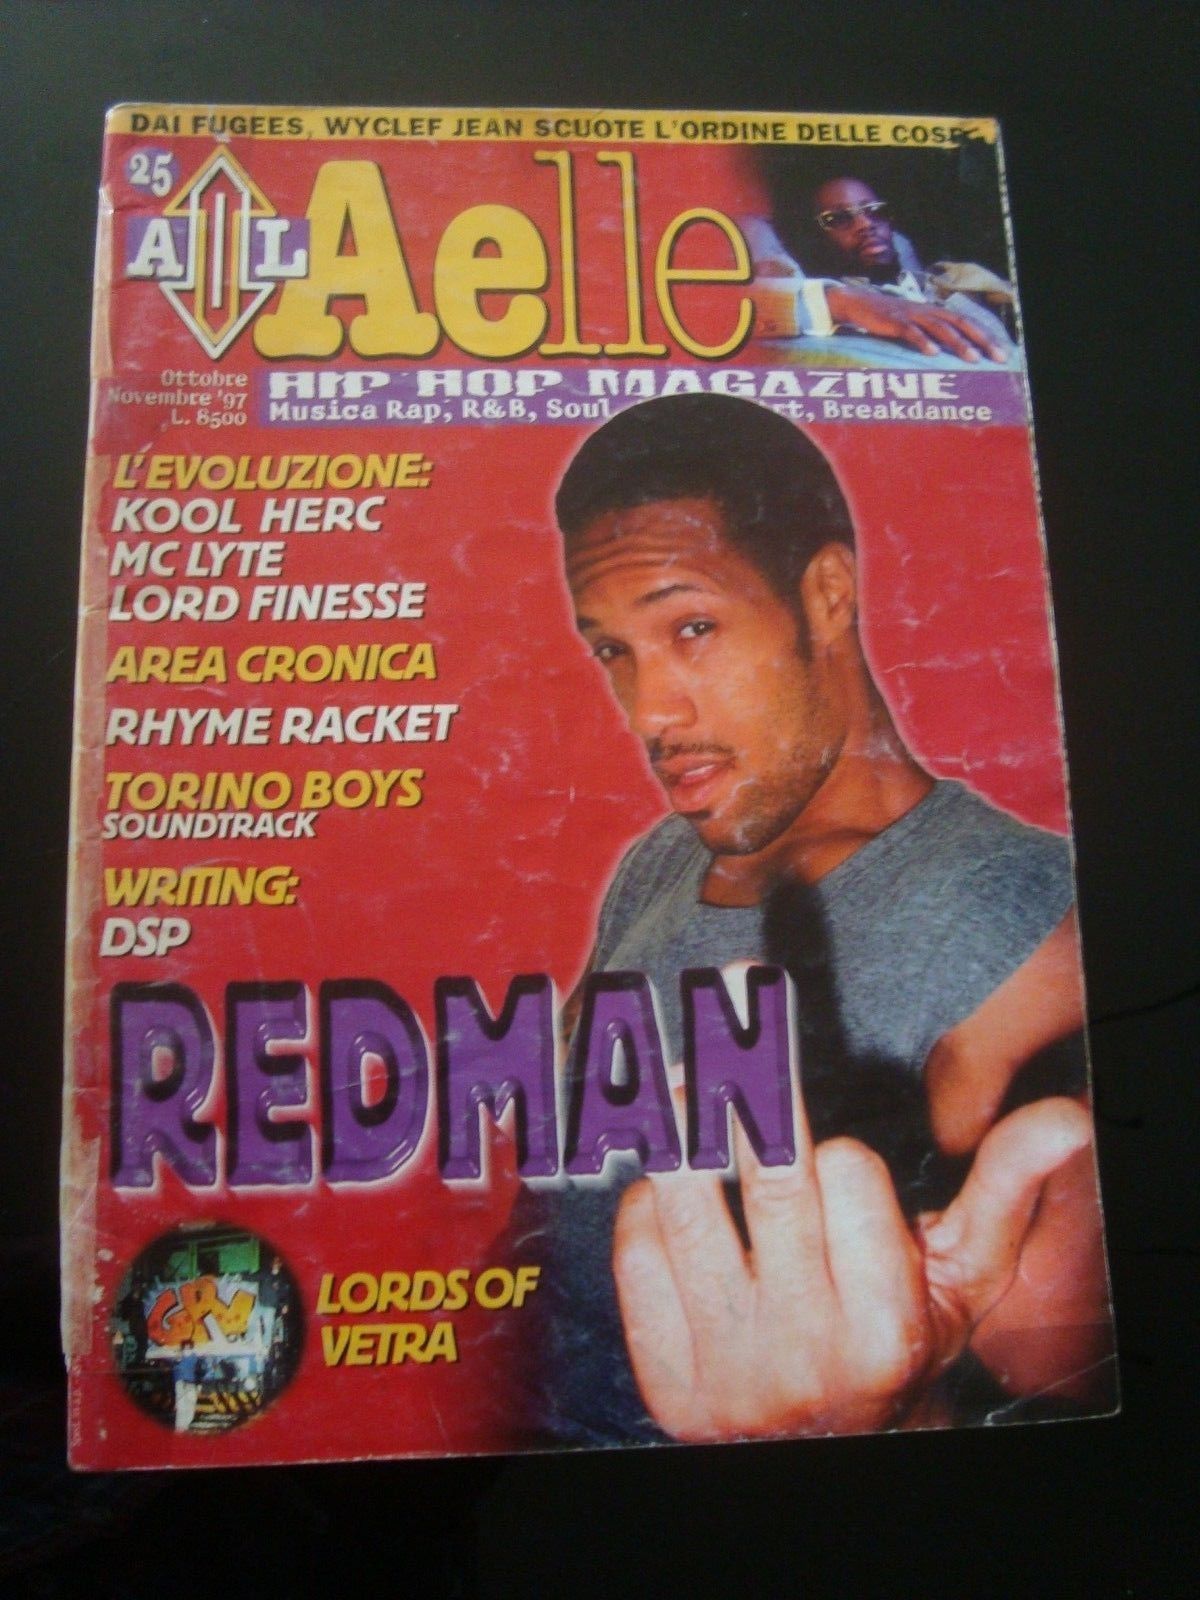 DAI FUGEES, WYCLEF JEAN SCUOTE L'ORDINE DELLE COSE
25
AL
Aelle
Ottobre
Novembre '97
L. 8500
HIP HOP MAGAZINE
Musica Rap, R&B, Soul rt, Breakdance
L'EVOLUZIONE:
KOOL HERC
MC LYTE
LORD FINESSE
AREA CRONICA
RHYME RACKET
TORINO BOYS
SOUNDTRACK
WRITING:
DSP
REDMAN
LORDS OF
VETRA